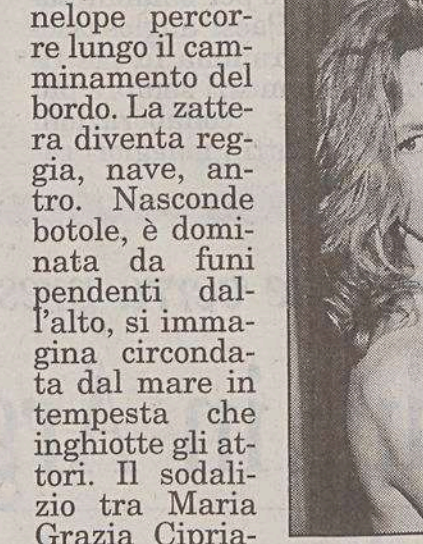 nelope percor-
re lungo il cam-
minamento del
bordo. La zatte-
ra diventa reg-
gia, nave, an-
tro. Nasconde
botole, è domi-
nata da funi
pendenti dal-
l'alto, si imma-
gina circonda-
ta dal mare in
tempesta che
inghiotte gli at-
tori. Il sodali-
zio tra Maria
Grazia Cipria-